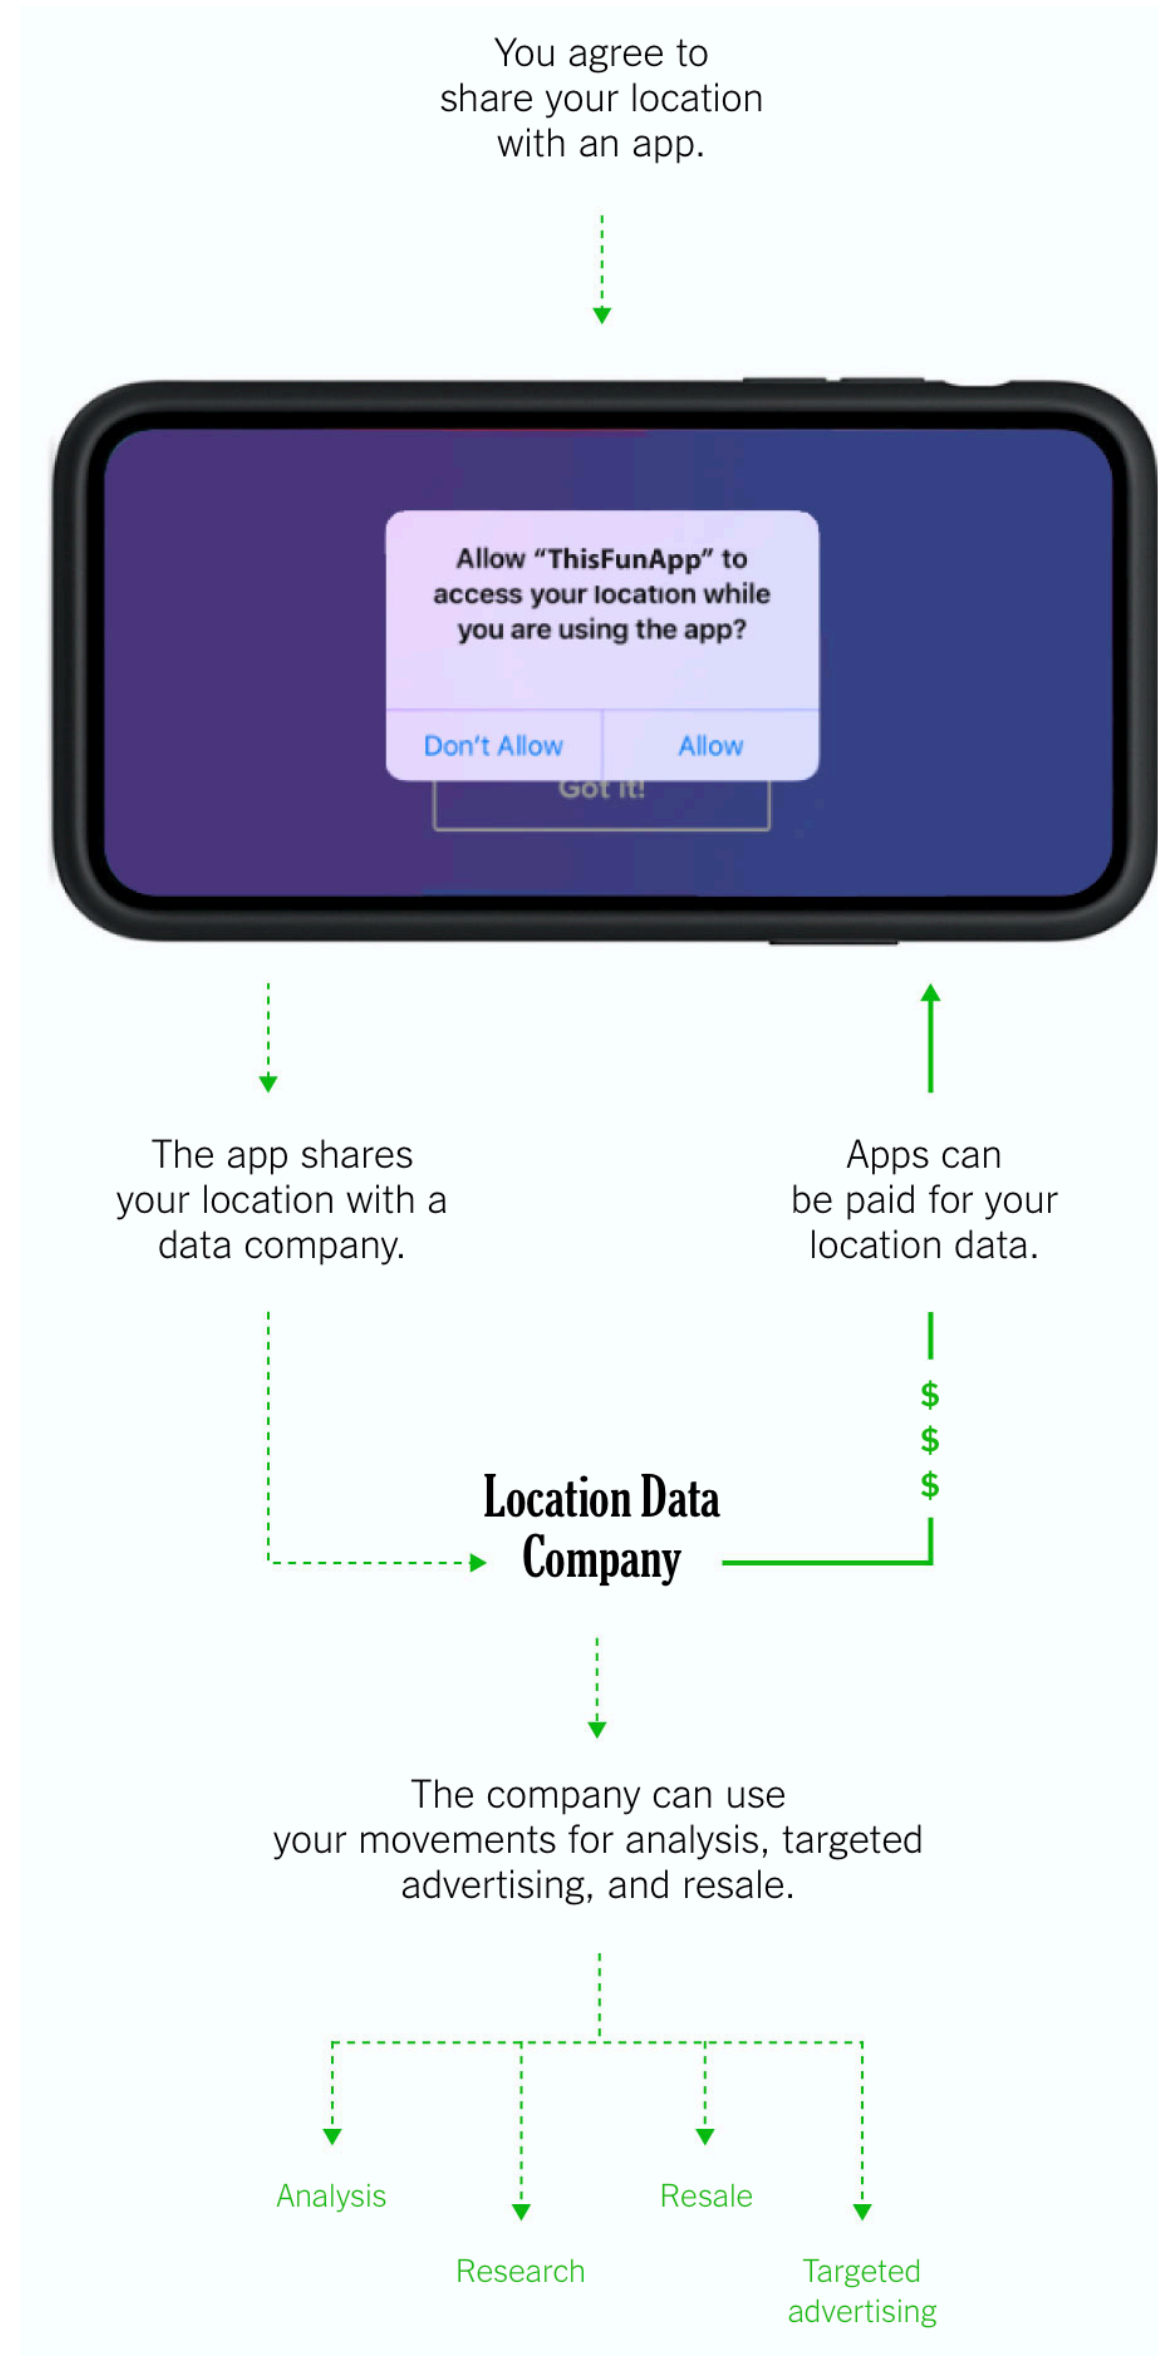 You agree to
share your location
with an app.
Allow “ThisFunApp” to
access your location while
you are using the app?
Don’t Allow
Allow
Got it!
The app shares
your location with a
data company.
Apps can
be paid for your
location data.
$
$
$
Location Data
Company
The company can use
your movements for analysis, targeted
advertising, and resale.
Analysis
Resale
Research
Targeted
advertising